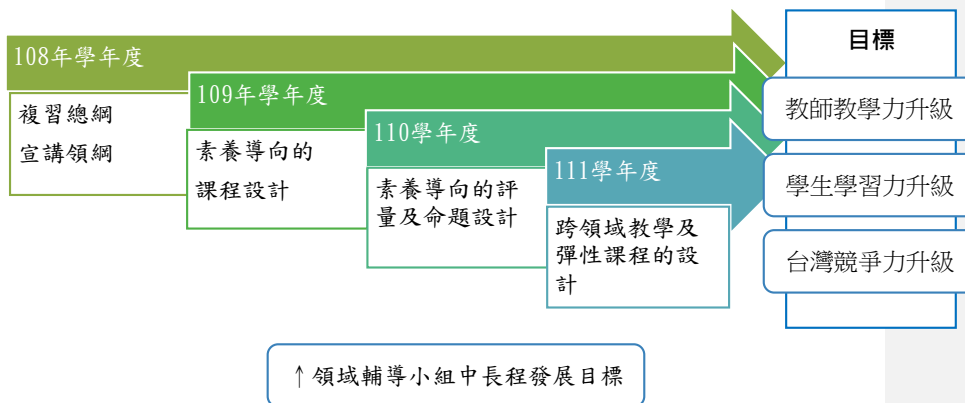 目標
108年學年度
複習總綱
宣講領綱
109年學年度
素養導向的
課程設計
110學年度
素養導向的評
量及命題設計
111學年度
跨領域教學及
彈性課程的設
計
教師教學力升級
學生學習力升級
台灣競爭力升級
↑領域輔導小組中長程發展目標